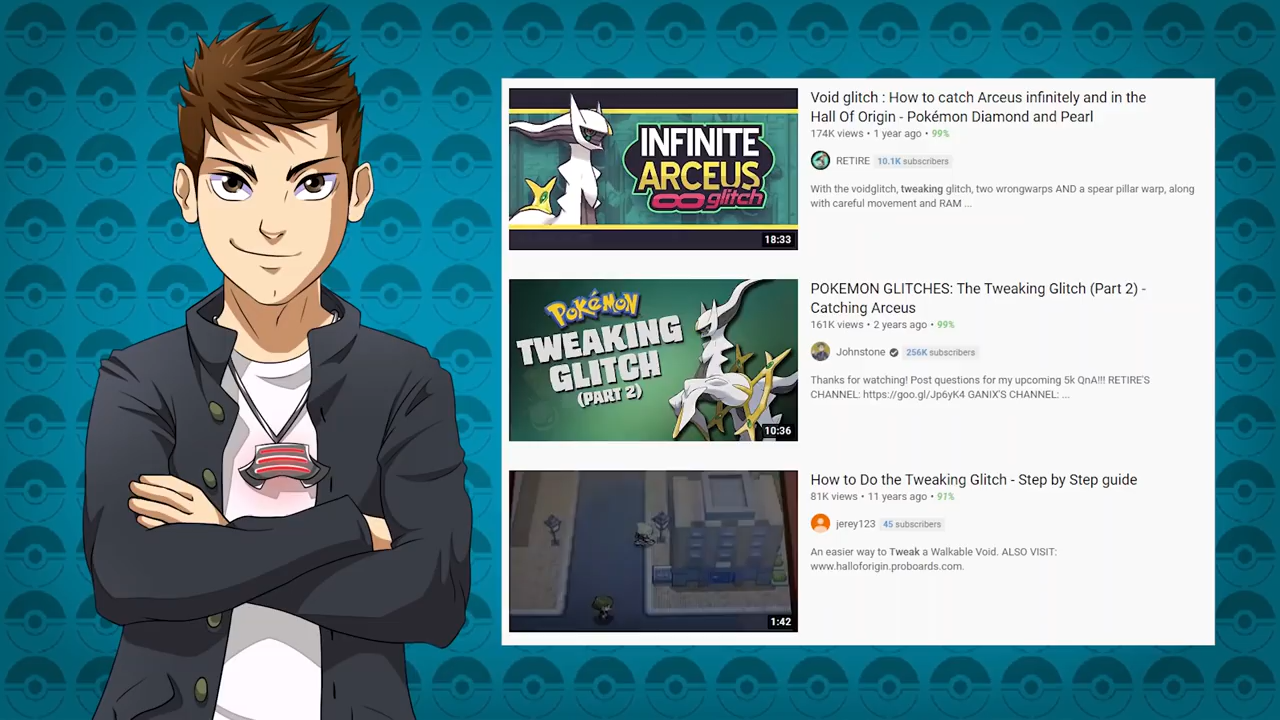 INFINITE
ARCEUS
glitch
18:33
Void glitch : How to catch Arceus infinitely and in the
Hall Of Origin - Pokémon Diamond and Pearl
174K views • 1 year ago • 99%
RETIRE 10.1K subscribers
With the voidglitch, tweaking glitch, two wrongwarps AND a spear pillar warp, along
with careful movement and RAM ...
POKéMON
TWEAKING
GLITCH
(PART 2)
10:36
POKEMON GLITCHES: The Tweaking Glitch (Part 2) -
Catching Arceus
161K views • 2 years ago • 99%
Johnstone 256K subscribers
Thanks for watching! Post questions for my upcoming 5k QnA!!! RETIRE'S
CHANNEL: https://goo.gl/Jp6yK4 GANIX'S CHANNEL: ...
1:42
How to Do the Tweaking Glitch - Step by Step guide
81K views • 11 years ago • 91%
jerey123 45 subscribers
An easier way to Tweak a Walkable Void. ALSO VISIT:
www.halloforigin.proboards.com.